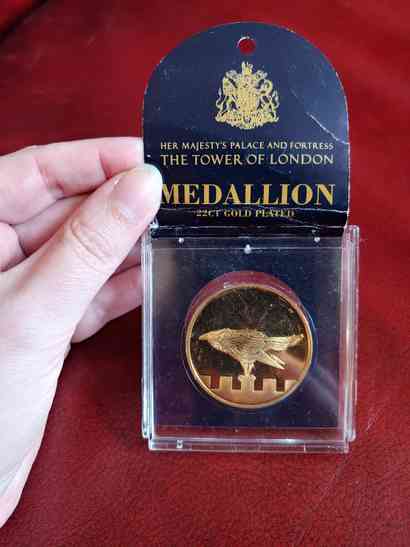 HER MAJESTY'S PALACE AND FORTRESS
THE TOWER OF LONDON
MEDALLION
22CT GOLD PLATED